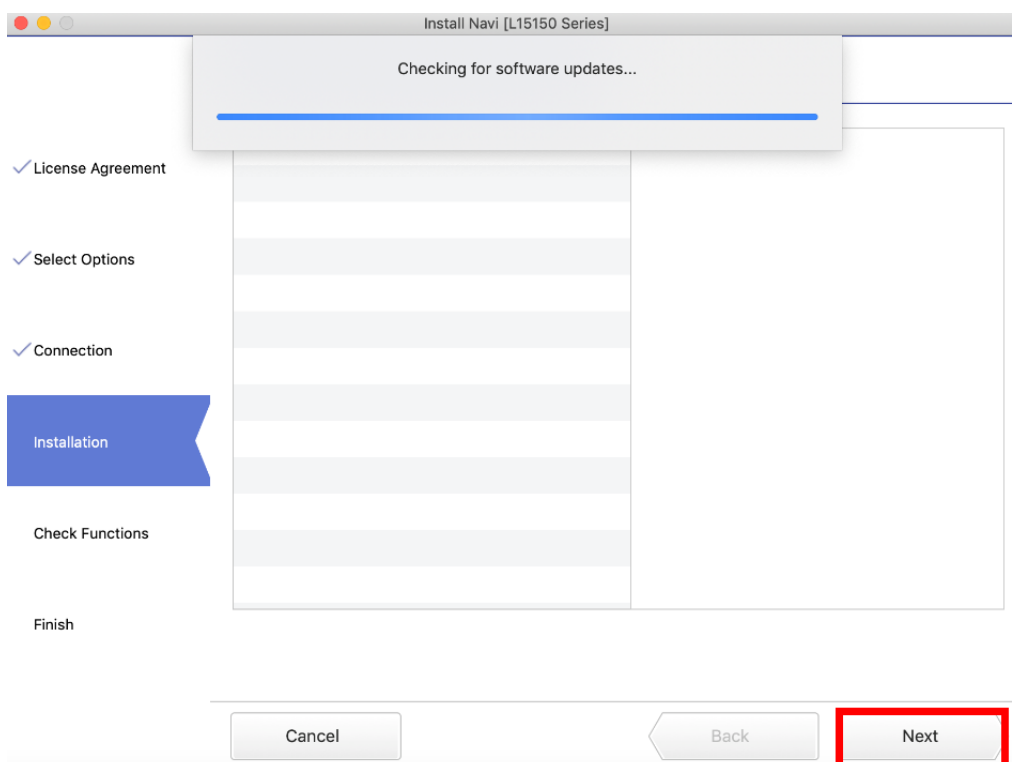 Install Navi [L15150 Series]
Checking for software updates...
License Agreement
Select Options
Connection
Installation
Check Functions
Finish
Cancel
Back
Next